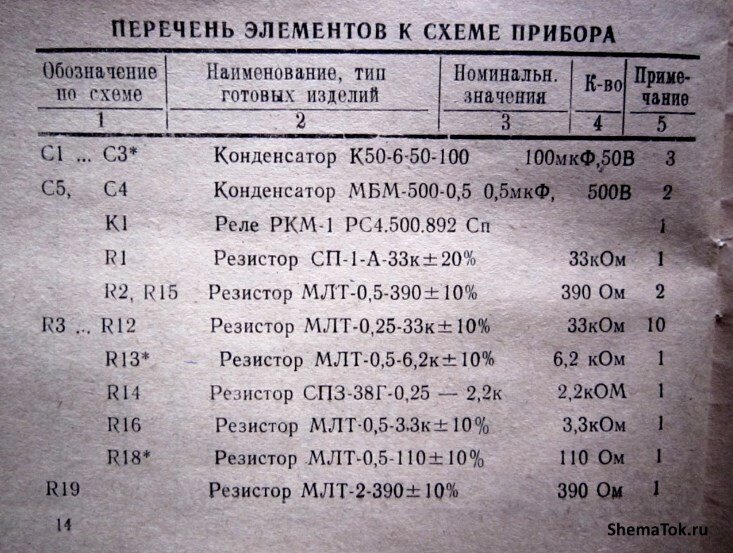 ПЕРЕЧЕНЬ ЭЛЕМЕНТОВ К СХЕМЕ ПРИБОРА
Обозначение по схеме Наименование, тип готовых изделий Номинальн. значения К-во Приме-чание
1 2 3 4 5
С1 ... С3* Конденсатор К50-6-50-100 100мкФ,50В 3
С5, С4 Конденсатор МБМ-500-0,5 0,5мкФ, 500В 2
К1 Реле РКМ-1 РС4.500.892 Сп 1
R1 Резистор СП-1-А-33к±20% 33кОм 1
R2, R15 Резистор МЛТ-0,5-390±10% 390 Ом 2
R3 ... R12 Резистор МЛТ-0,25-33к±10% 33кОм 10
R13* Резистор МЛТ-0,5-6,2к±10% 6,2 кОм 1
R14 Резистор СПЗ-38Г-0,25 — 2,2к 2,2кОМ 1
R16 Резистор МЛТ-0,5-3.3к±10% 3,3кОм 1
R18* Резистор МЛТ-0,5-110±10% 110 Ом 1
R19 Резистор МЛТ-2-390±10% 390 Ом 1
14
ShemaTok.ru